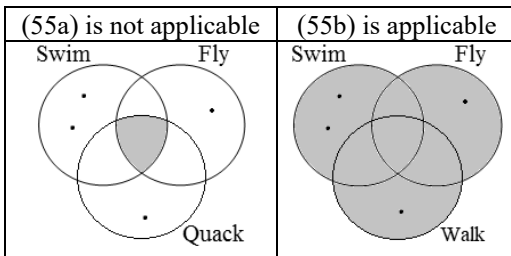 (55a) is not applicable
(55b) is applicable
Swim
Fly
Quack
Swim
Fly
Walk